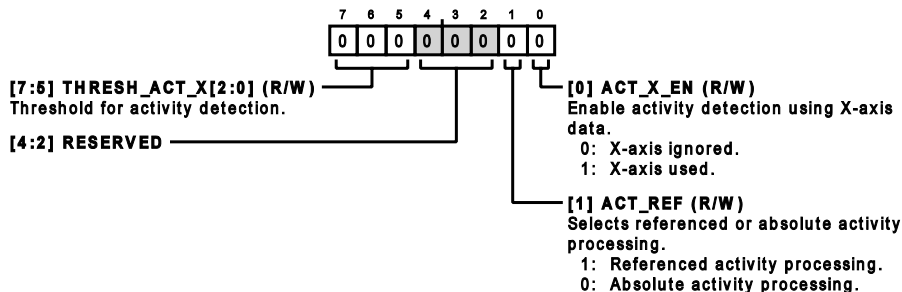 7 6 5 4 3 2 1 0
0 0 0 0 0 0 0 0
[7:5] THRESH_ACT_X[2:0] (R/W)
Threshold for activity detection.
[4:2] RESERVED
[0] ACT_X_EN (R/W)
Enable activity detection using X-axis
data.
0: X-axis ignored.
1: X-axis used.
[1] ACT_REF (R/W)
Selects referenced or absolute activity
processing.
1: Referenced activity processing.
0: Absolute activity processing.